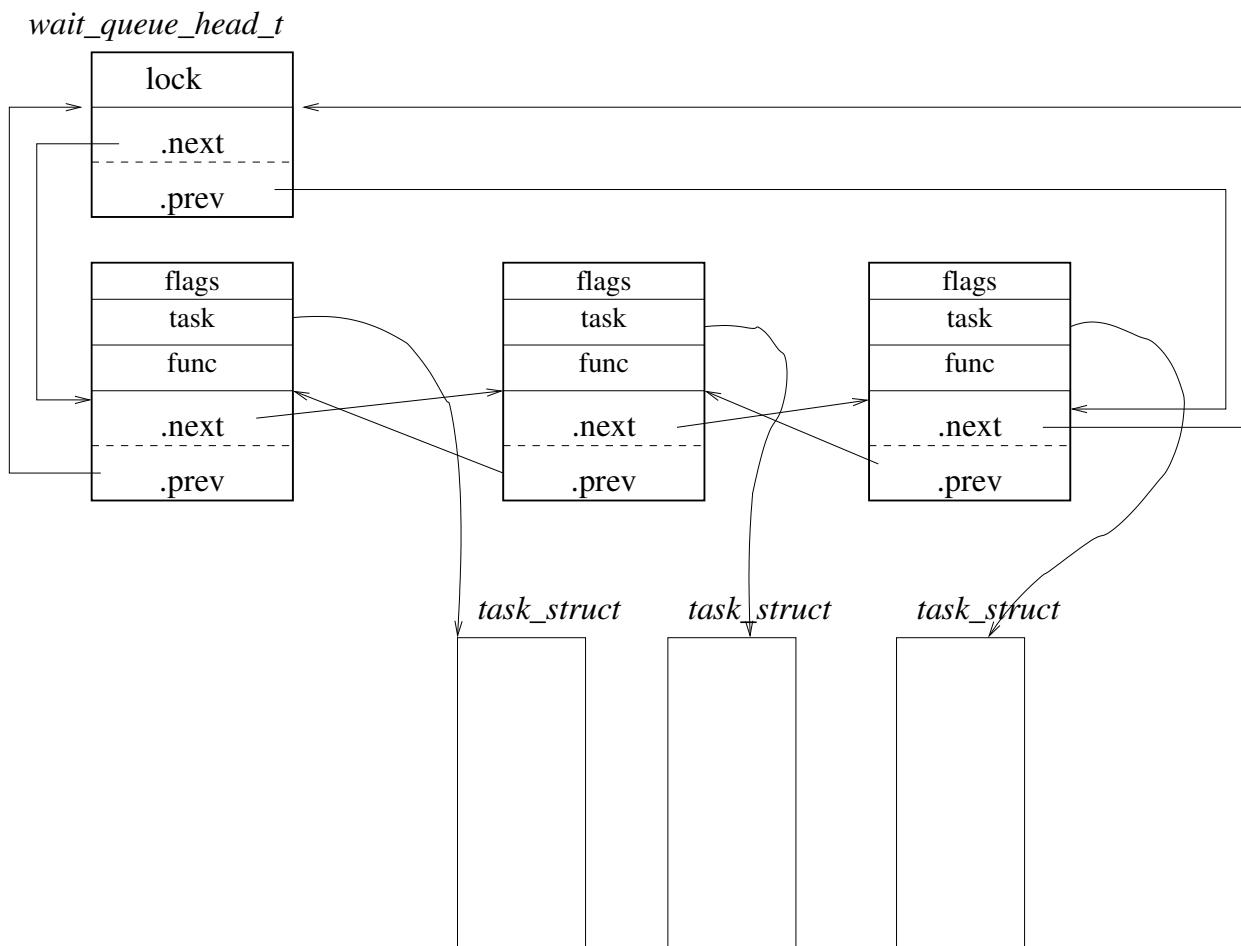 wait_queue_head_t
lock
.next
.prev
flags
task
func
.next
.prev
flags
task
func
.next
.prev
flags
task
func
.next
.prev
task_struct
task_struct
task_struct